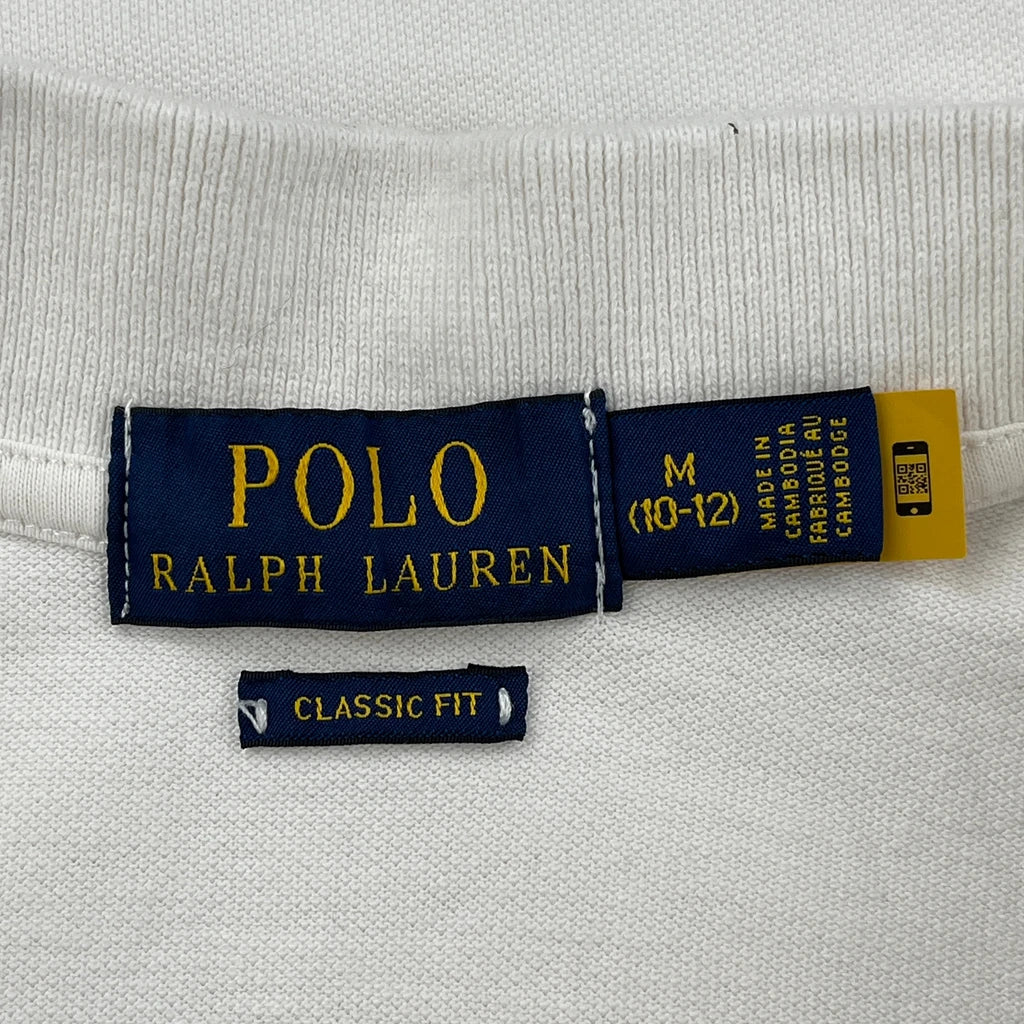 POLO
RALPH LAUREN
M
(10-12)
MADE IN
CAMBODIA
FABRIQUÉ AU
CAMBODGE
CLASSIC FIT